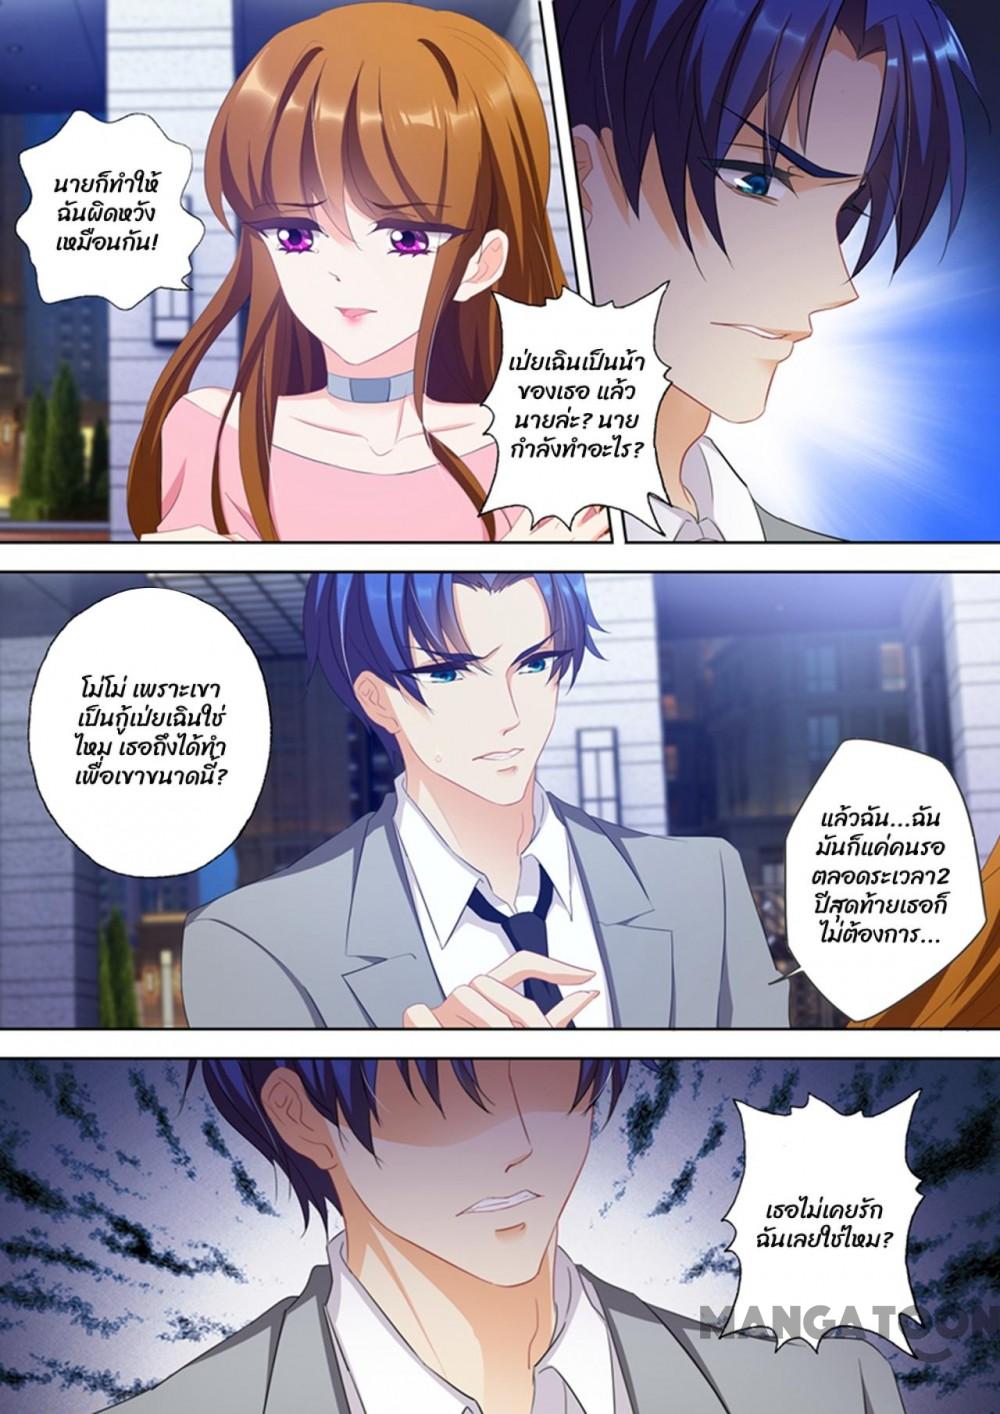 นายก็ทำให้
ฉันผิดหวัง
เหมือนกัน!
เป่ยเฉินเป็นน้า
ของเธอ แล้ว
นายล่ะ? นาย
กำลังทำอะไร?
โม่โม่ เพราะเขา
เป็นกู้เป่ยเฉินใช่
ไหม เธอถึงได้ทำ
เพื่อเขาขนาดนี้?
แล้วฉัน...ฉัน
มันก็แค่คนรอ
ตลอดระเวลา2
ปีสุดท้ายเธอก็
ไม่ต้องการ...
เธอไม่เคยรัก
ฉันเลยใช่ไหม?
MANGATOON